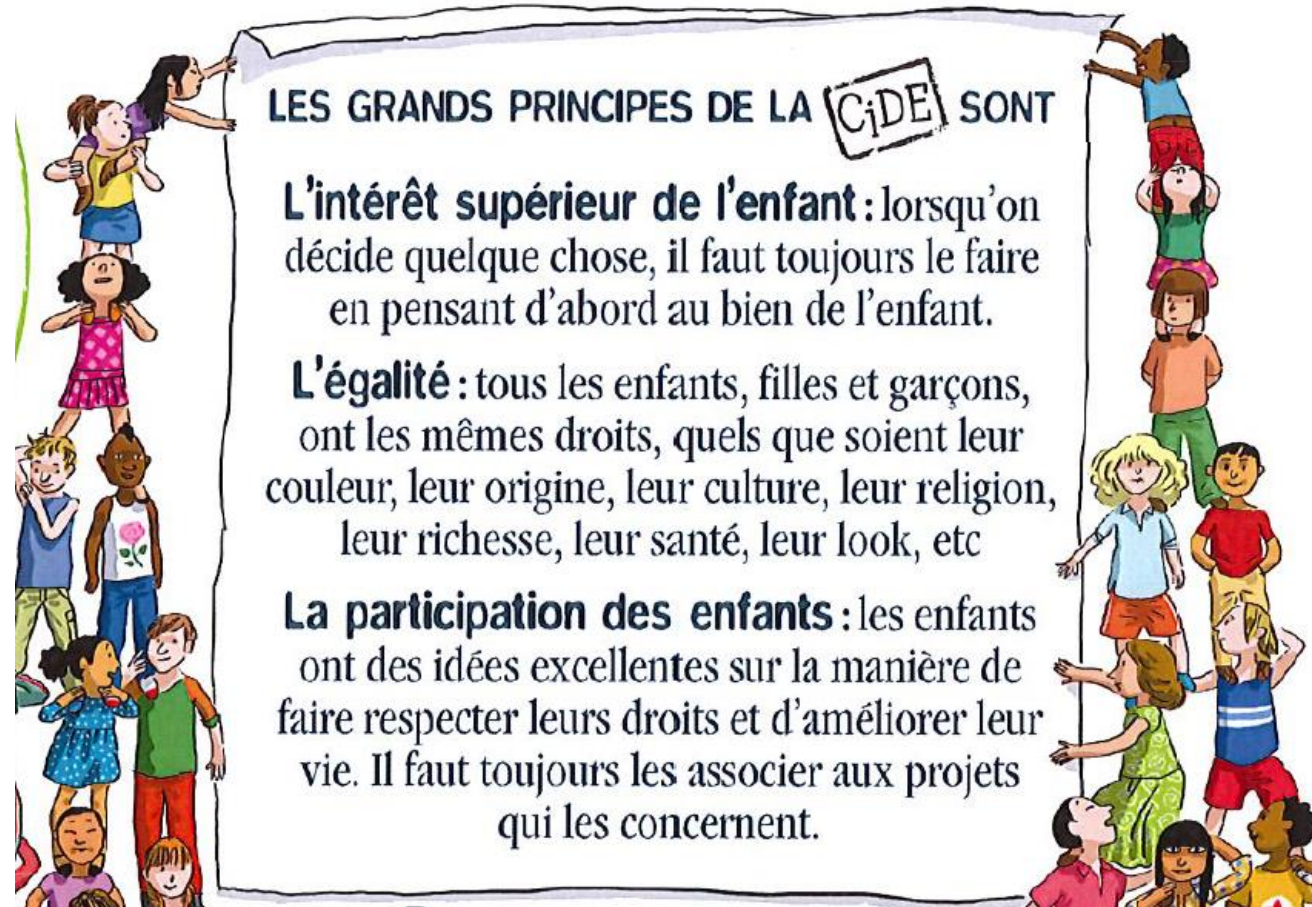 LES GRANDS PRINCIPES DE LA CiDE SONT
L'intérêt supérieur de l'enfant : lorsqu'on
décide quelque chose, il faut toujours le faire
en pensant d'abord au bien de l'enfant.
L'égalité : tous les enfants, filles et garçons,
ont les mêmes droits, quels que soient leur
couleur, leur origine, leur culture, leur religion,
leur richesse, leur santé, leur look, etc
La participation des enfants : les enfants
ont des idées excellentes sur la manière de
faire respecter leurs droits et d'améliorer leur
vie. Il faut toujours les associer aux projets
qui les concernent.